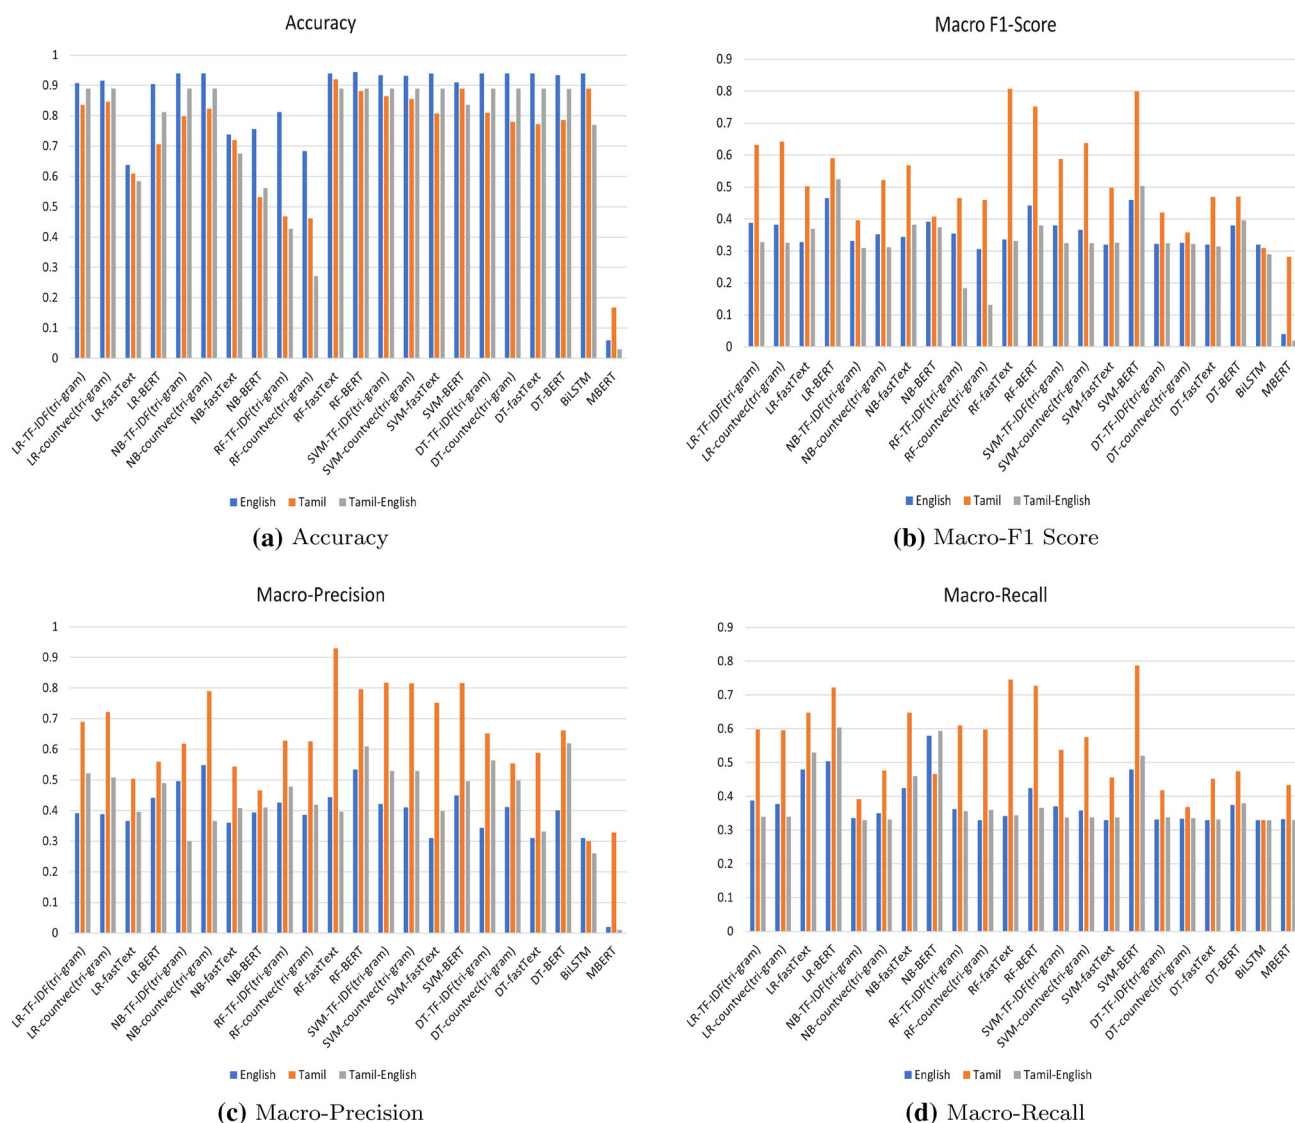 Accuracy
1
0.9
0.8
0.7
0.6
0.5
0.4
0.3
0.2
0.1
0
LR-TF-IDF(tri-gram)
LR-countvec(tri-gram)
LR-fastText
LR-BERT
NB-TF-IDF(tri-gram)
NB-countvec(tri-gram)
NB-fastText
NB-BERT
RF-TF-IDF(tri-gram)
RF-countvec(tri-gram)
RF-fastText
RF-BERT
SVM-TF-IDF(tri-gram)
SVM-countvec(tri-gram)
SVM-fastText
SVM-BERT
DT-TF-IDF(tri-gram)
DT-countvec(tri-gram)
DT-fastText
DT-BERT
BiLSTM
MBERT
English Tamil Tamil-English
(a) Accuracy
Macro F1-Score
0.9
0.8
0.7
0.6
0.5
0.4
0.3
0.2
0.1
0
LR-TF-IDF(tri-gram)
LR-countvec(tri-gram)
LR-fastText
LR-BERT
NB-TF-IDF(tri-gram)
NB-countvec(tri-gram)
NB-fastText
NB-BERT
RF-TF-IDF(tri-gram)
RF-countvec(tri-gram)
RF-fastText
RF-BERT
SVM-TF-IDF(tri-gram)
SVM-countvec(tri-gram)
SVM-fastText
SVM-BERT
DT-TF-IDF(tri-gram)
DT-countvec(tri-gram)
DT-fastText
DT-BERT
BiLSTM
MBERT
English Tamil Tamil-English
(b) Macro-F1 Score
Macro-Precision
1
0.9
0.8
0.7
0.6
0.5
0.4
0.3
0.2
0.1
0
LR-TF-IDF(tri-gram)
LR-countvec(tri-gram)
LR-fastText
LR-BERT
NB-TF-IDF(tri-gram)
NB-countvec(tri-gram)
NB-fastText
NB-BERT
RF-TF-IDF(tri-gram)
RF-countvec(tri-gram)
RF-fastText
RF-BERT
SVM-TF-IDF(tri-gram)
SVM-countvec(tri-gram)
SVM-fastText
SVM-BERT
DT-TF-IDF(tri-gram)
DT-countvec(tri-gram)
DT-fastText
DT-BERT
BiLSTM
MBERT
English Tamil Tamil-English
(c) Macro-Precision
Macro-Recall
0.9
0.8
0.7
0.6
0.5
0.4
0.3
0.2
0.1
0
LR-TF-IDF(tri-gram)
LR-countvec(tri-gram)
LR-fastText
LR-BERT
NB-TF-IDF(tri-gram)
NB-countvec(tri-gram)
NB-fastText
NB-BERT
RF-TF-IDF(tri-gram)
RF-countvec(tri-gram)
RF-fastText
RF-BERT
SVM-TF-IDF(tri-gram)
SVM-countvec(tri-gram)
SVM-fastText
SVM-BERT
DT-TF-IDF(tri-gram)
DT-countvec(tri-gram)
DT-fastText
DT-BERT
BiLSTM
MBERT
English Tamil Tamil-English
(d) Macro-Recall